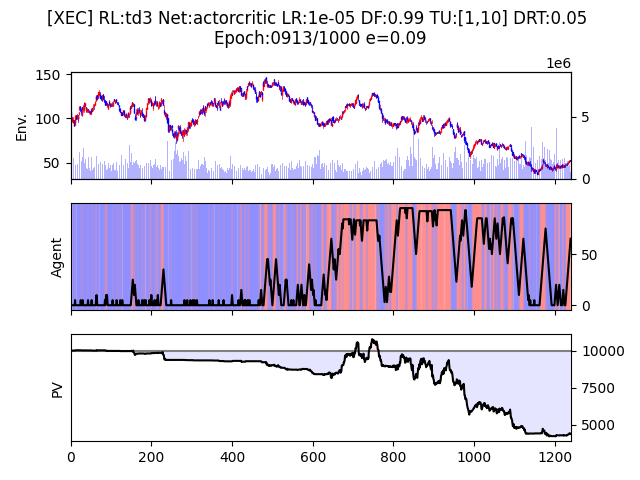 [XEC] RL:td3 Net:actorcritic LR:1e-05 DF:0.99 TU:[1,10] DRT:0.05
Epoch:0913/1000 e=0.09
1e6
150
100
50
Env.
5
0
Agent
50
0
PV
10000
7500
5000
0
200
400
600
800
1000
1200